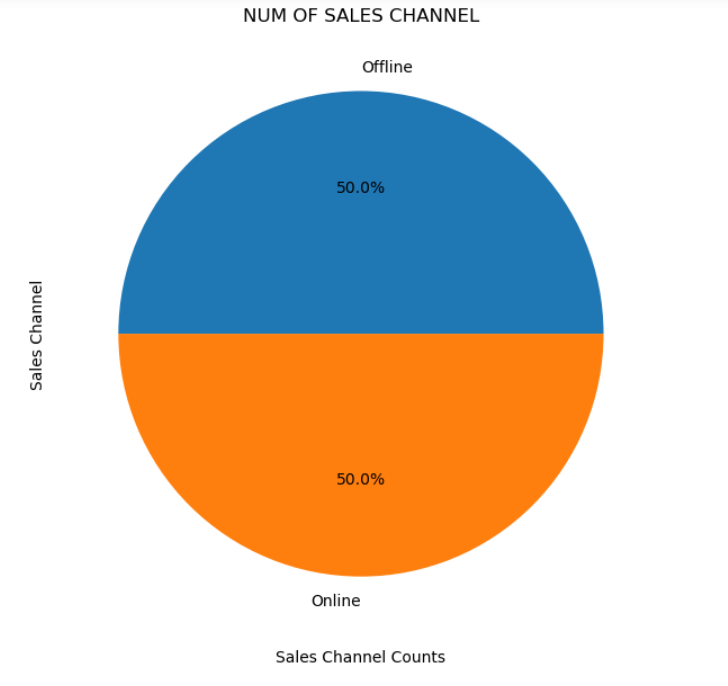 NUM OF SALES CHANNEL
Offline
50.0%
Sales Channel
50.0%
Online
Sales Channel Counts